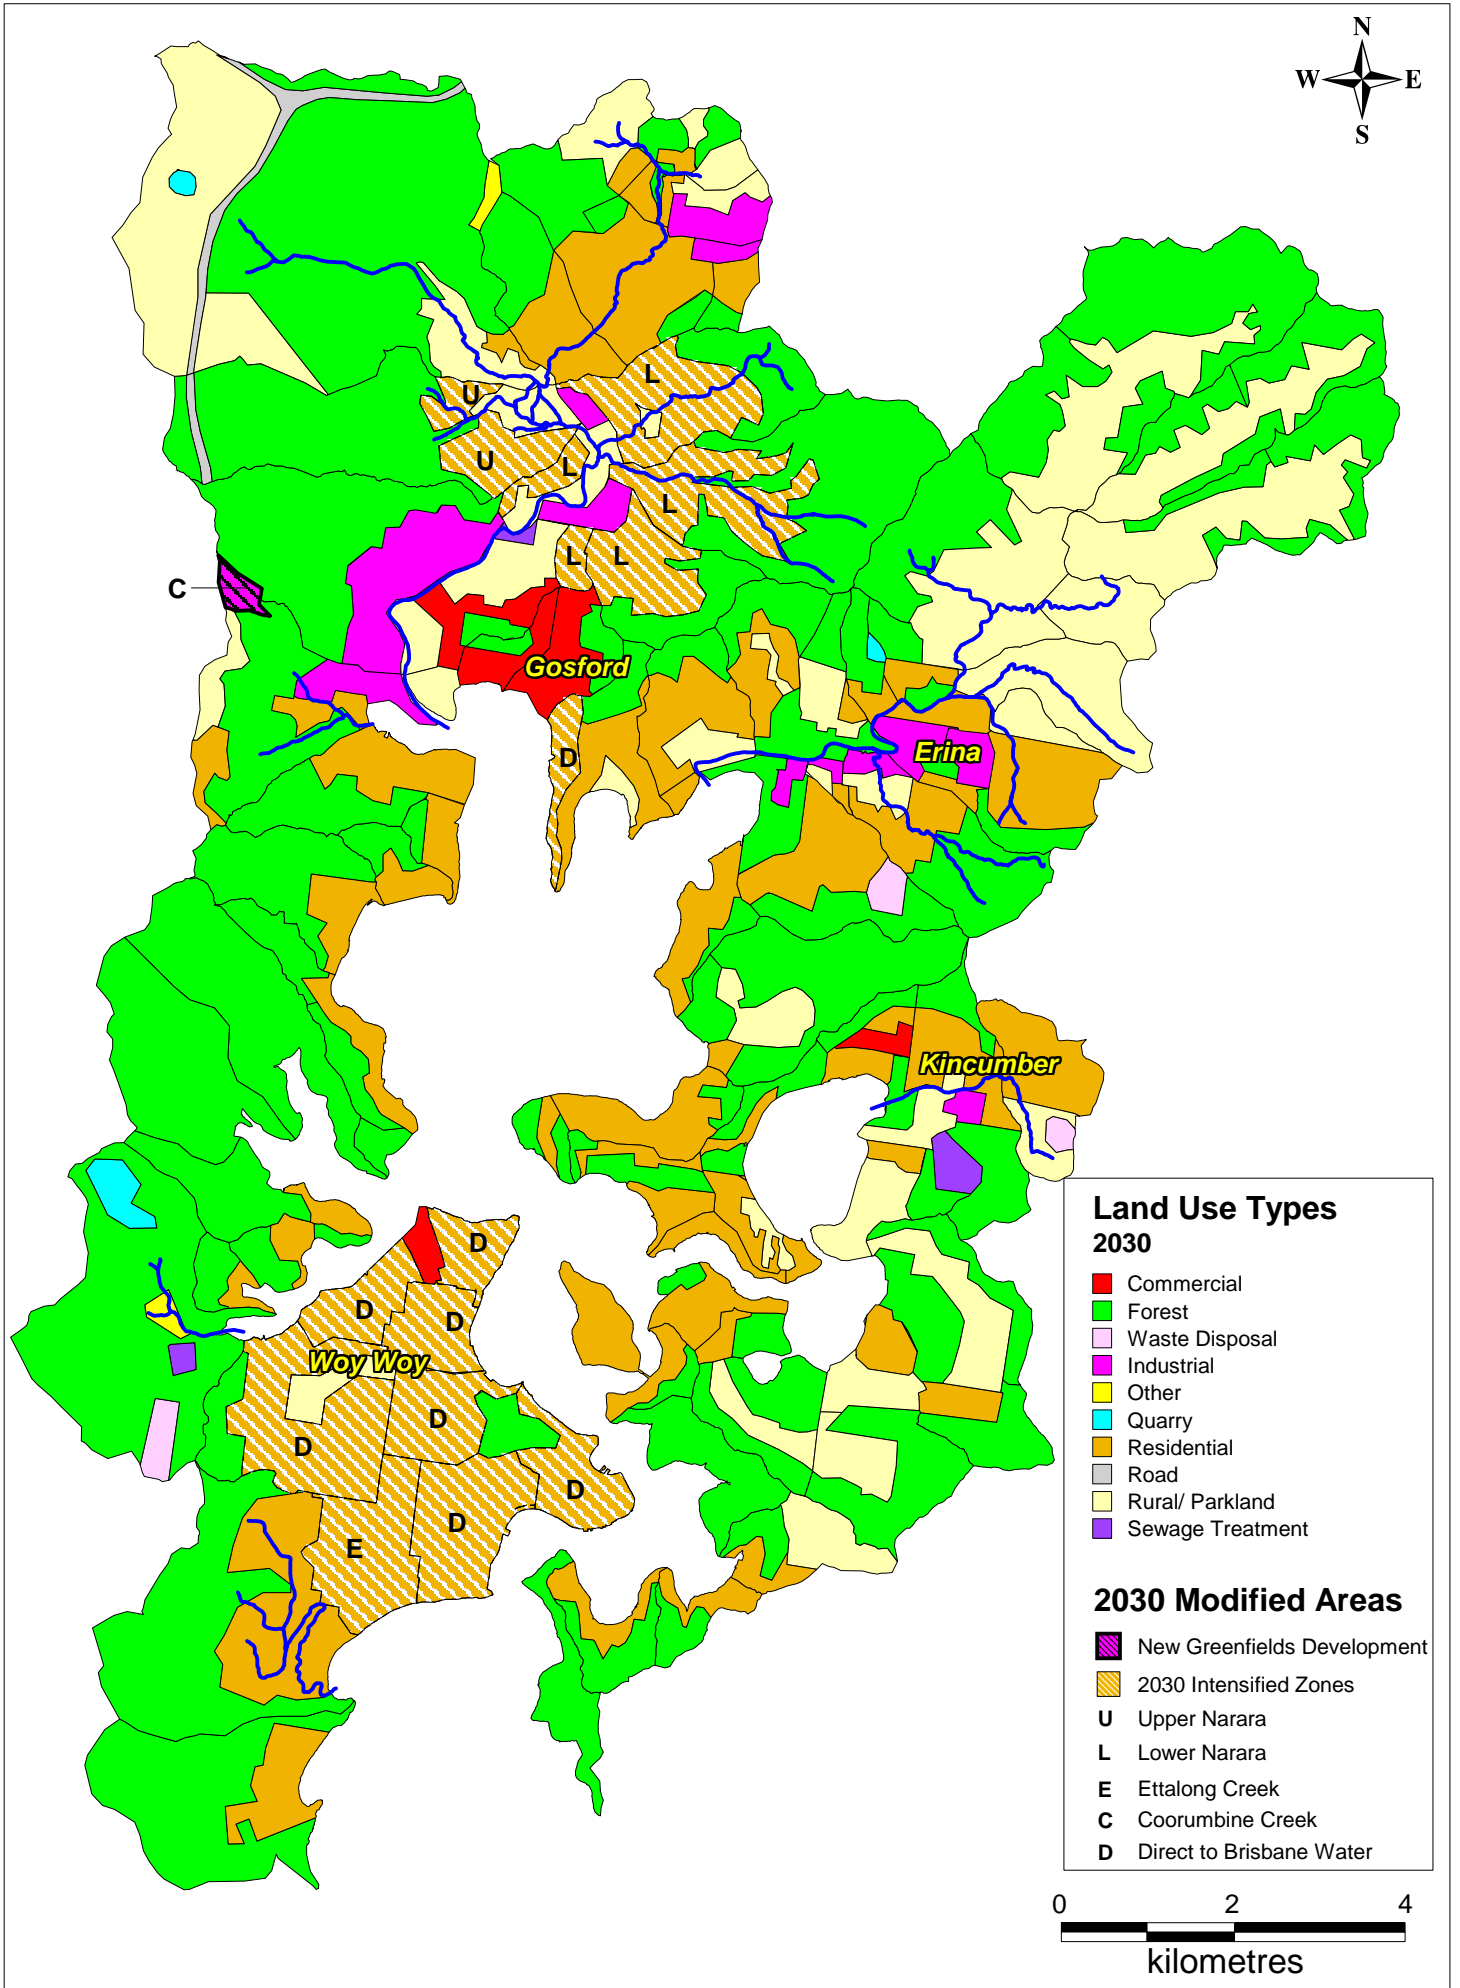 N
W E
S
L
U
U
L
L
L
L
C
Gosford
D
Erina
Kincumber
D
D
D
Woy Woy
D
D
D
D
E
Land Use Types
2030
Commercial
Forest
Waste Disposal
Industrial
Other
Quarry
Residential
Road
Rural/ Parkland
Sewage Treatment
2030 Modified Areas
New Greenfields Development
2030 Intensified Zones
U Upper Narara
L Lower Narara
E Ettalong Creek
C Coorumbine Creek
D Direct to Brisbane Water
0 2 4
kilometres